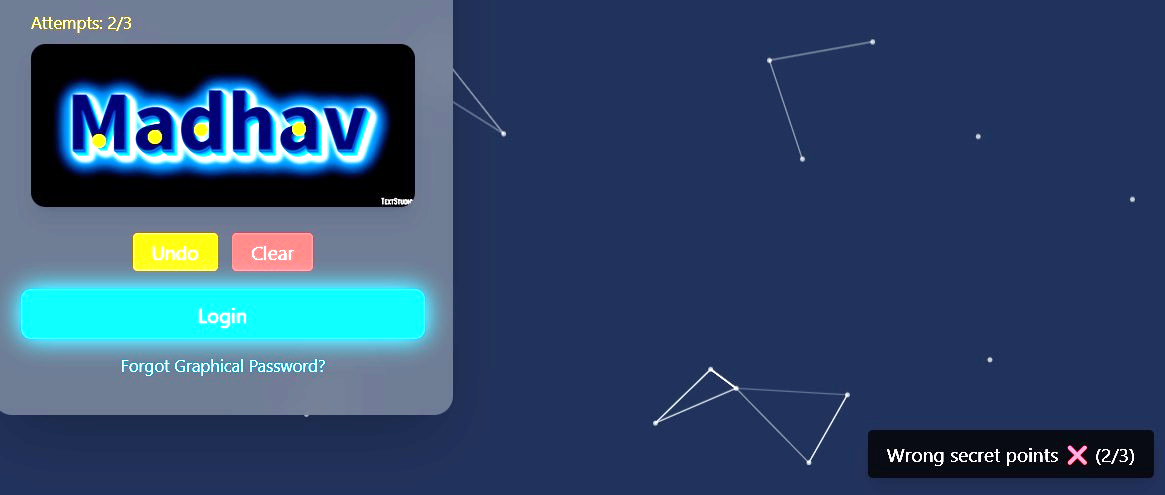 Attempts: 2/3
Madhav
TEXTSTUDIO
Undo
Clear
Login
Forgot Graphical Password?
Wrong secret points ❌ (2/3)